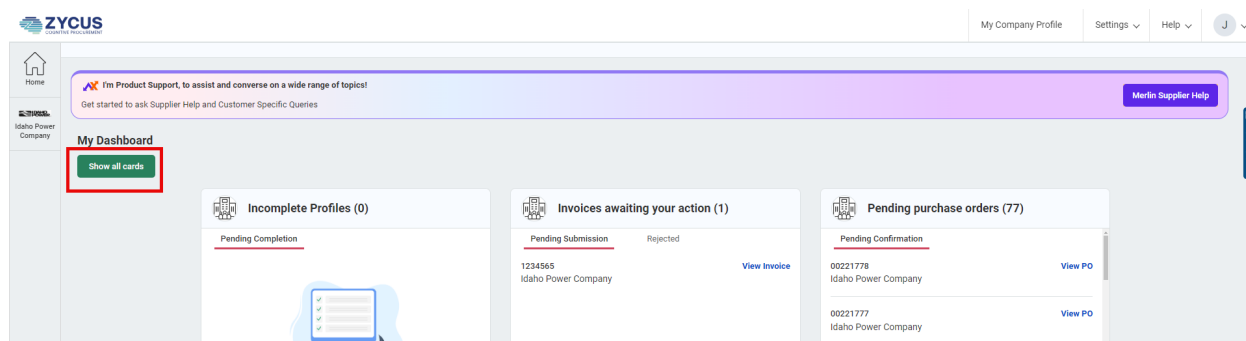 ZYCUS
COGNITIVE PROCUREMENT
My Company Profile
Settings
Help
J
Home
Idaho Power
Company
I'm Product Support, to assist and converse on a wide range of topics!
Get started to ask Supplier Help and Customer Specific Queries
Merlin Supplier Help
My Dashboard
Show all cards
Incomplete Profiles (0)
Pending Completion
Invoices awaiting your action (1)
Pending Submission
Rejected
1234565
View Invoice
Idaho Power Company
Pending purchase orders (77)
Pending Confirmation
00221778
View PO
Idaho Power Company
00221777
View PO
Idaho Power Company